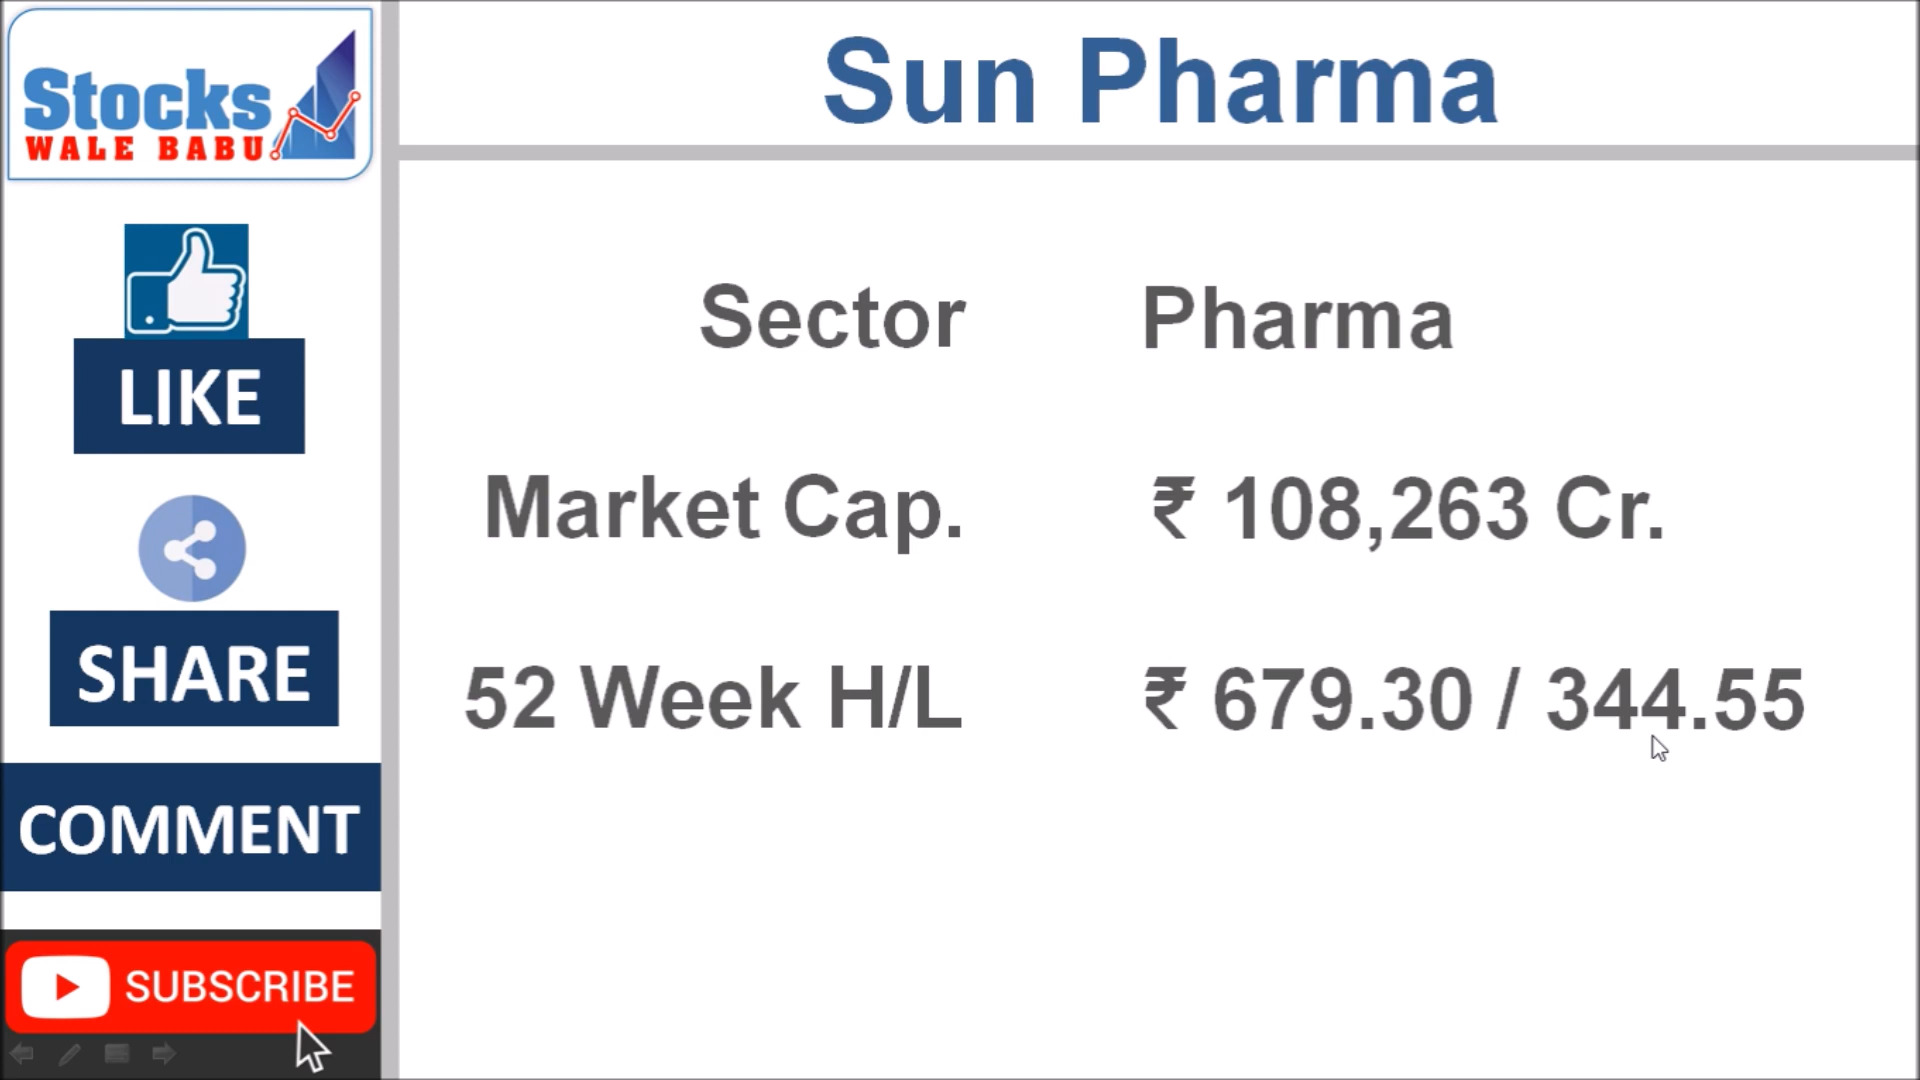 Stocks
WALE BABU
LIKE
SHARE
COMMENT
SUBSCRIBE
Sun Pharma
Sector Pharma
Market Cap. ₹ 108,263 Cr.
52 Week H/L ₹ 679.30 / 344.55